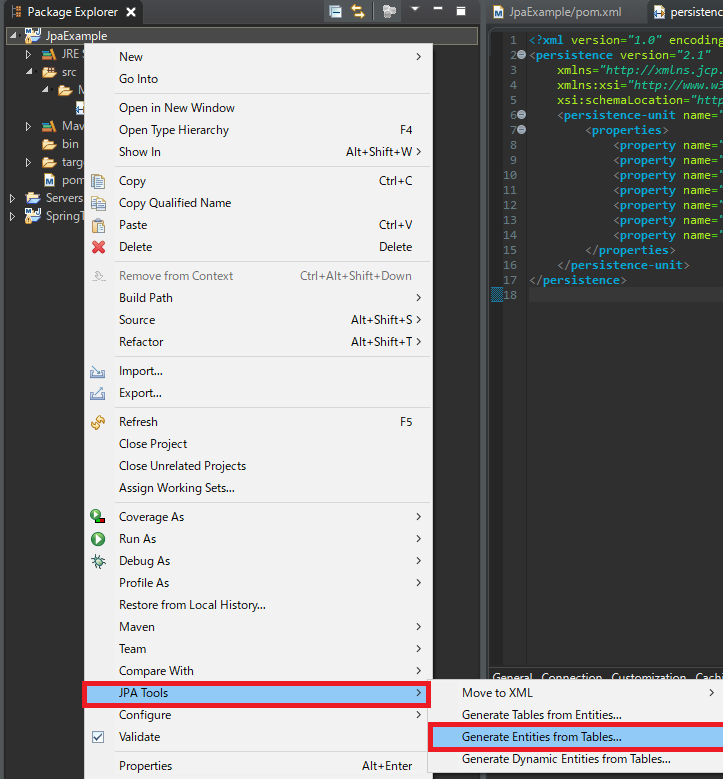 Package Explorer
JpaExample/pom.xml
JpaExample
JRE
src
M
Mav
bin
targe
pom
Servers
SpringT
New
Go Into
Open in New Window
Open Type Hierarchy F4
Show In Alt+Shift+W
Copy Ctrl+C
Copy Qualified Name
Paste Ctrl+V
Delete Delete
Remove from Context Ctrl+Alt+Shift+Down
Build Path
Source Alt+Shift+S
Refactor Alt+Shift+T
Import...
Export...
Refresh F5
Close Project
Close Unrelated Projects
Assign Working Sets...
Coverage As
Run As
Debug As
Profile As
Restore from Local History...
Maven
Team
Compare With
JPA Tools
Configure
Validate
Properties Alt+Enter
Move to XML
Generate Tables from Entities...
Generate Entities from Tables...
Generate Dynamic Entities from Tables...
persistenc
1 <?xml version="1.0" encoding
2 <persistence version="2.1"
3 xmlns="http://xmlns.jcp.
4 xmlns:xsi="http://www.w3
5 xsi:schemaLocation="http
6 <persistence-unit name="
7 <properties>
8 <property name="
9 <property name="
10 <property name="
11 <property name="
12 <property name="
13 <property name="
14 <property name="
15 </properties>
16 </persistence-unit>
17 </persistence>
18
General Connection Customization Cachi